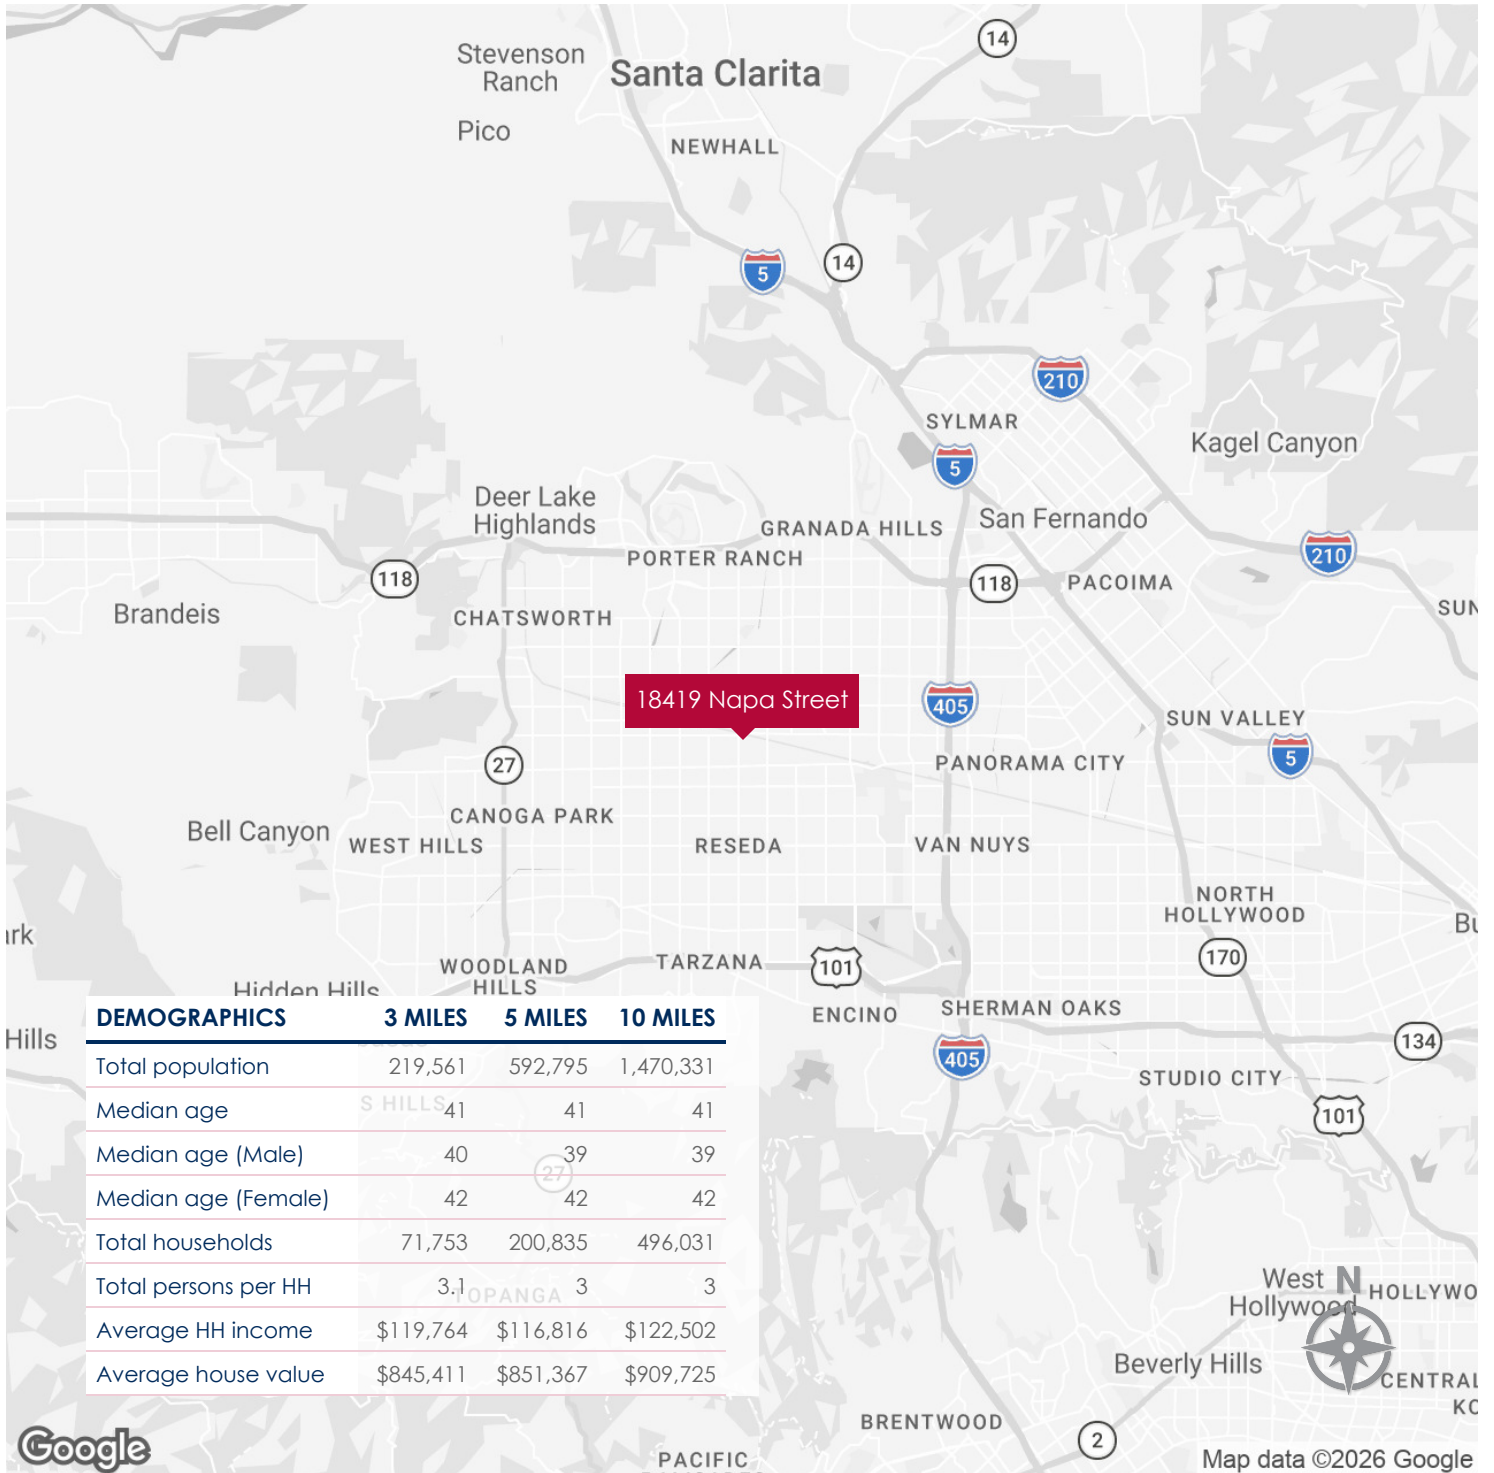 14
Stevenson
Ranch
Santa Clarita
Pico
NEWHALL
5
14
210
SYLMAR
Kagel Canyon
5
Deer Lake
Highlands
GRANADA HILLS
San Fernando
PORTER RANCH
210
118
118
PACOIMA
Brandeis
CHATSWORTH
SUN
18419 Napa Street
405
SUN VALLEY
5
27
PANORAMA CITY
CANOGA PARK
Bell Canyon
WEST HILLS
RESEDA
VAN NUYS
NORTH
HOLLYWOOD
ark
Bu
170
WOODLAND
HILLS
TARZANA
101
Hidden Hills
ENCINO
SHERMAN OAKS
Hills
134
405
STUDIO CITY
101
DEMOGRAPHICS 3 MILES 5 MILES 10 MILES
Total population 219,561 592,795 1,470,331
Median age 41 41 41
S HILLS
Median age (Male) 40 39 39
27
Median age (Female) 42 42 42
Total households 71,753 200,835 496,031
Total persons per HH 3.1 3 3
TOPANGA
Average HH income $119,764 $116,816 $122,502
Average house value $845,411 $851,367 $909,725
West
Hollywood
N
HOLLYWO
Beverly Hills
CENTRAL
KO
BRENTWOOD
2
PACIFIC
Google
Map data ©2026 Google